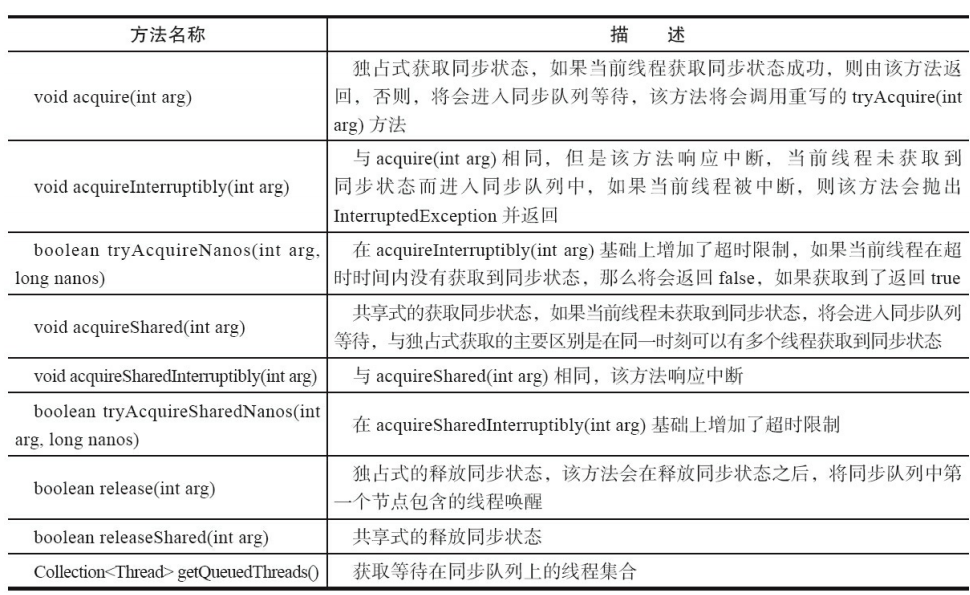 方法名称 描 述
void acquire(int arg)
独占式获取同步状态，如果当前线程获取同步状态成功，则由该方法返
回，否则，将会进入同步队列等待，该方法将会调用重写的 tryAcquire(int
arg) 方法
void acquireInterruptibly(int arg)
与 acquire(int arg) 相同，但是该方法响应中断，当前线程未获取到
同步状态而进入同步队列中，如果当前线程被中断，则该方法会抛出
InterruptedException 并返回
boolean tryAcquireNanos(int arg,
long nanos)
在 acquireInterruptibly(int arg) 基础上增加了超时限制，如果当前线程在超
时时间内没有获取到同步状态，那么将会返回 false，如果获取到了返回 true
void acquireShared(int arg)
共享式的获取同步状态，如果当前线程未获取到同步状态，将会进入同步队列
等待，与独占式获取的主要区别是在同一时刻可以有多个线程获取到同步状态
void acquireSharedInterruptibly(int arg)
与 acquireShared(int arg) 相同，该方法响应中断
boolean tryAcquireSharedNanos(int
arg, long nanos)
在 acquireSharedInterruptibly(int arg) 基础上增加了超时限制
boolean release(int arg)
独占式的释放同步状态，该方法会在释放同步状态之后，将同步队列中第
一个节点包含的线程唤醒
boolean releaseShared(int arg)
共享式的释放同步状态
Collection<Thread> getQueuedThreads()
获取等待在同步队列上的线程集合